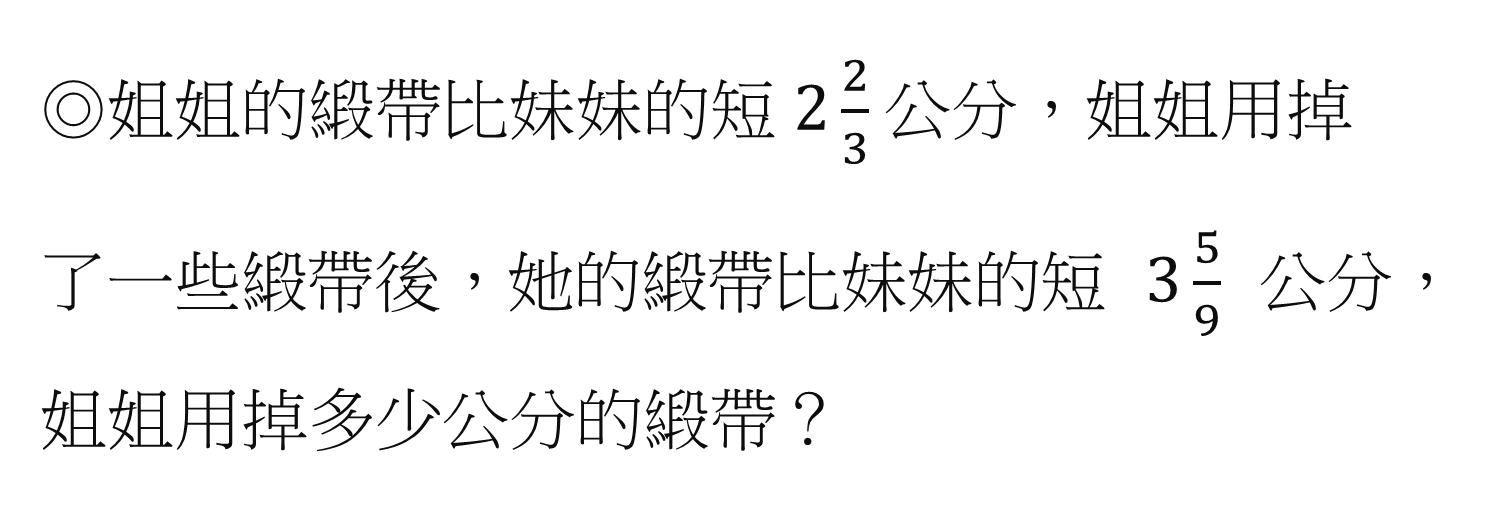 ◎姐姐的緞帶比妹妹的短 2 2/3 公分，姐姐用掉
了一些緞帶後，她的緞帶比妹妹的短 3 5/9 公分，
姐姐用掉多少公分的緞帶？